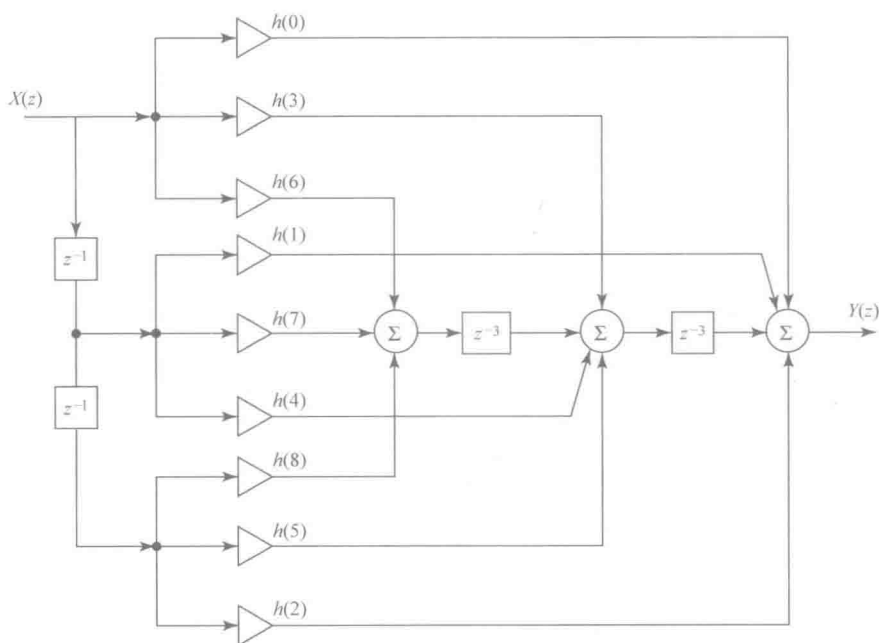 h(0)
X(z)
h(3)
h(6)
h(1)
z⁻¹
h(7)
Σ
z⁻³
Σ
z⁻³
Σ
Y(z)
z⁻¹
h(4)
h(8)
h(5)
h(2)